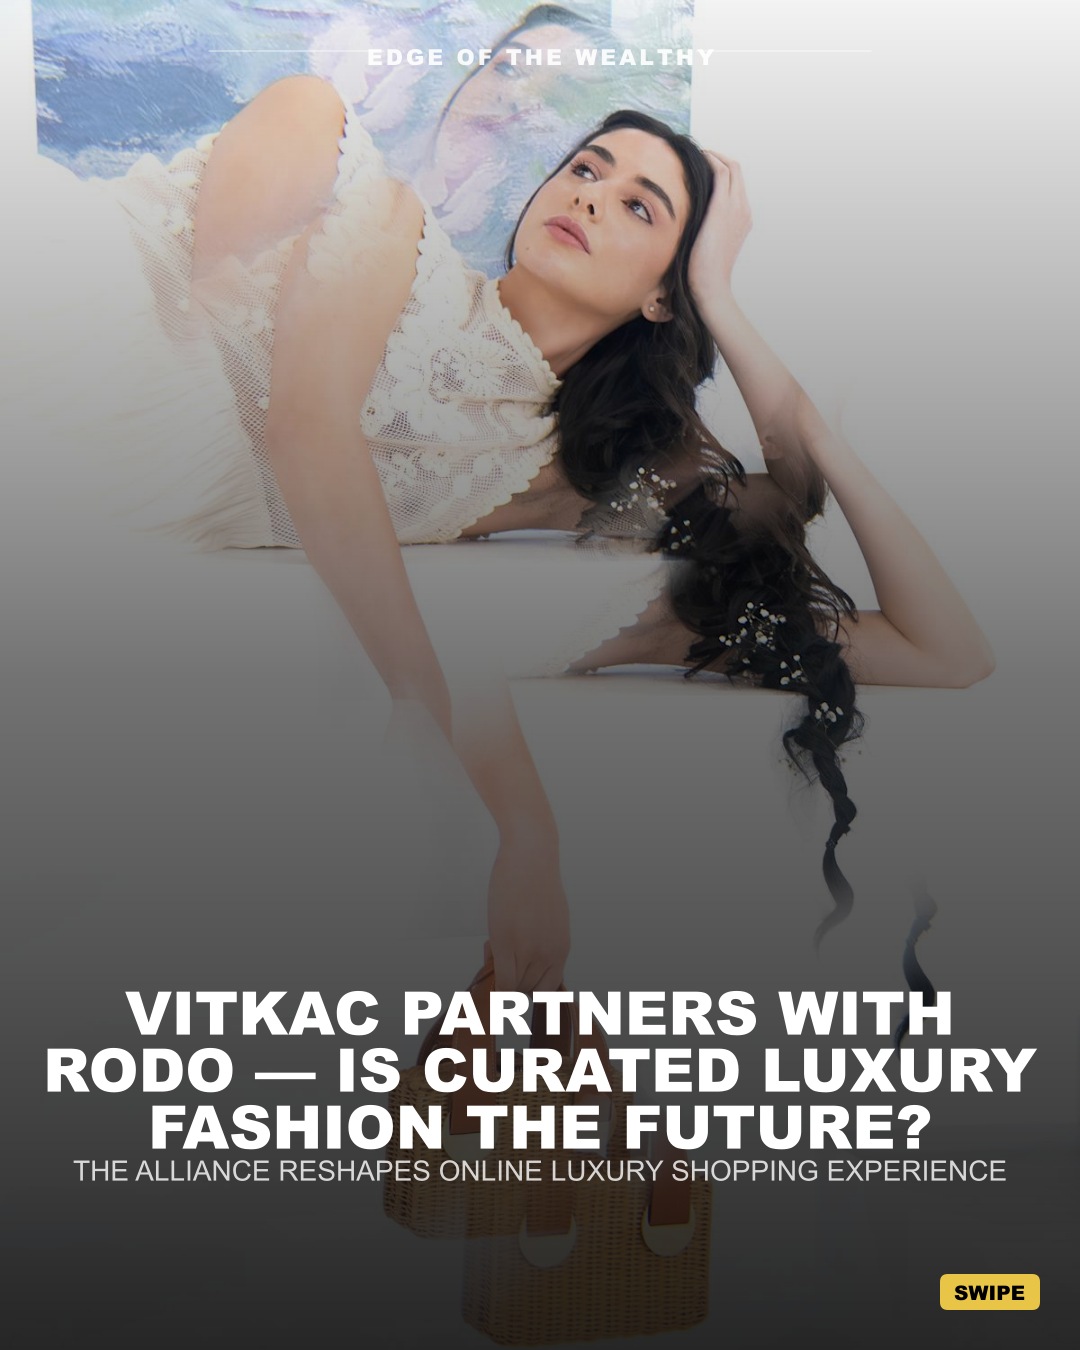 EDGE OF THE WEALTHY
VITKAC PARTNERS WITH
RODO — IS CURATED LUXURY
FASHION THE FUTURE?
THE ALLIANCE RESHAPES ONLINE LUXURY SHOPPING EXPERIENCE
SWIPE